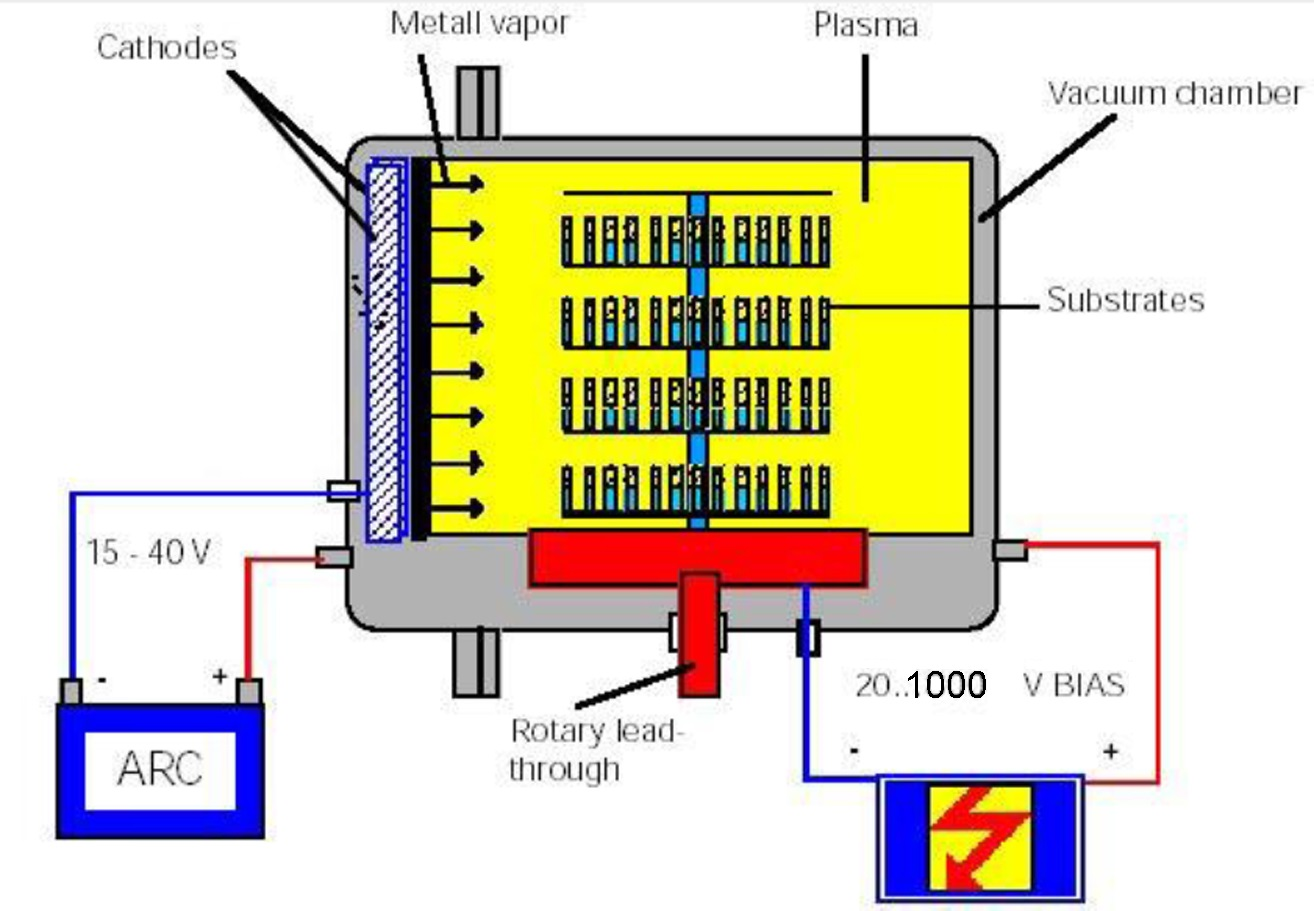 Metall vapor
Plasma
Cathodes
Vacuum chamber
Substrates
15 - 40 V
- +
20..1000 V BIAS
Rotary lead-
through
- +
ARC